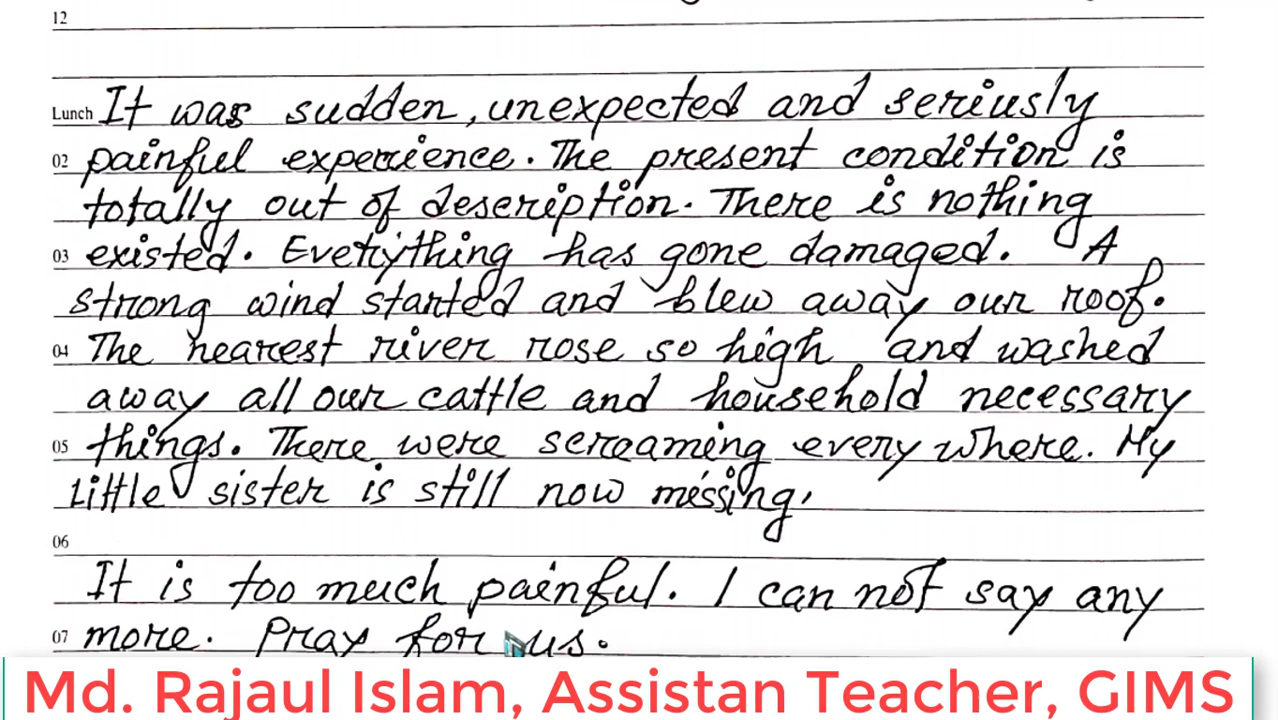 12
Lunch It was sudden, unexpected and seriusly
02 painful experience. The present condition is
totally out of description. There is nothing
03 existed. Everything has gone damaged. A
strong wind started and blew away our roof.
04 The nearest river rose so high and washed
away all our cattle and household necessary
05 things. There were screaming every where. My
Little sister is still now missing.
06
It is too much painful. I can not say any
07 more. Pray for us.
Md. Rajaul Islam, Assistan Teacher, GIMS